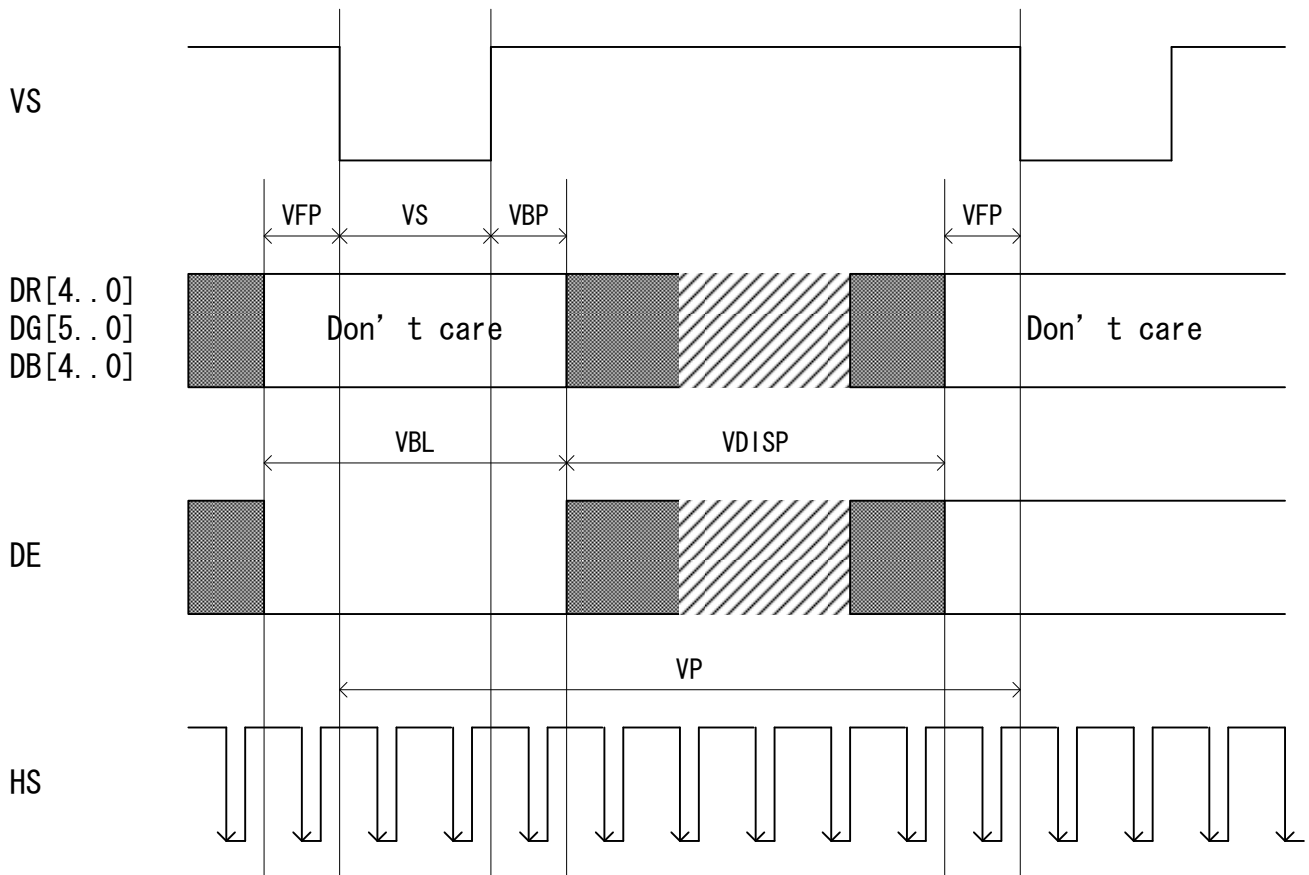 VS
VFP
VS
VBP
VFP
DR[4..0]
DG[5..0]
DB[4..0]
Don't care
Don't care
VBL
VDISP
DE
VP
HS